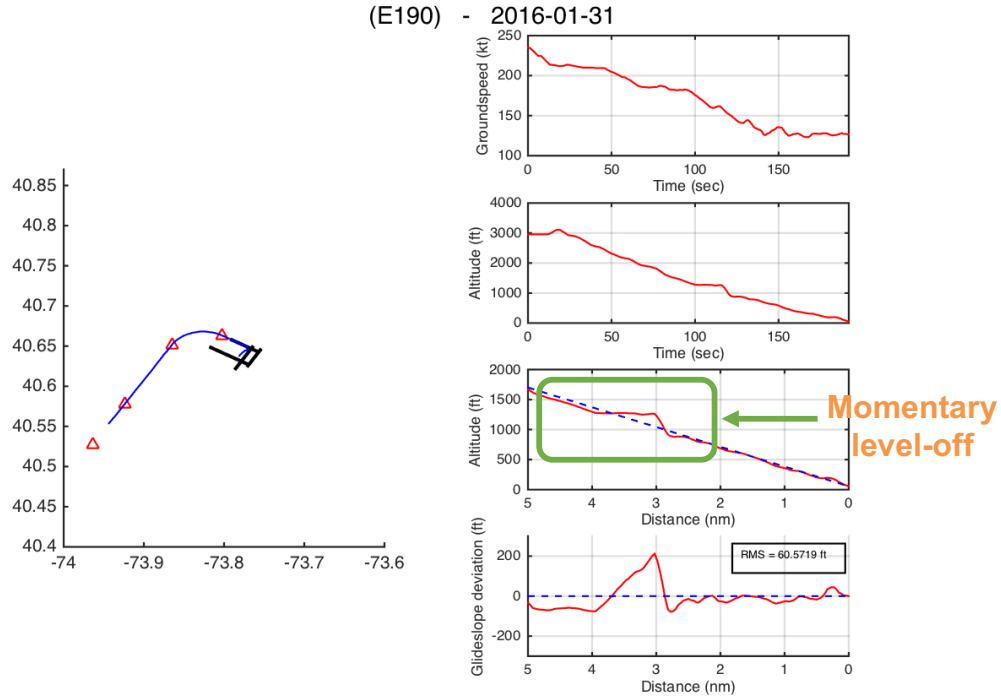 (E190) - 2016-01-31
40.85
40.8
40.75
40.7
40.65
40.6
40.55
40.5
40.45
40.4
-74 -73.9 -73.8 -73.7 -73.6
Groundspeed (kt)
250
200
150
100
0 50 100 150
Time (sec)
Altitude (ft)
4000
3000
2000
1000
0
0 50 100 150
Time (sec)
Altitude (ft)
2000
1500
1000
500
0
5 4 3 2 1 0
Distance (nm)
Momentary
level-off
Glideslope deviation (ft)
200
0
-200
RMS = 60.5719 ft
5 4 3 2 1 0
Distance (nm)